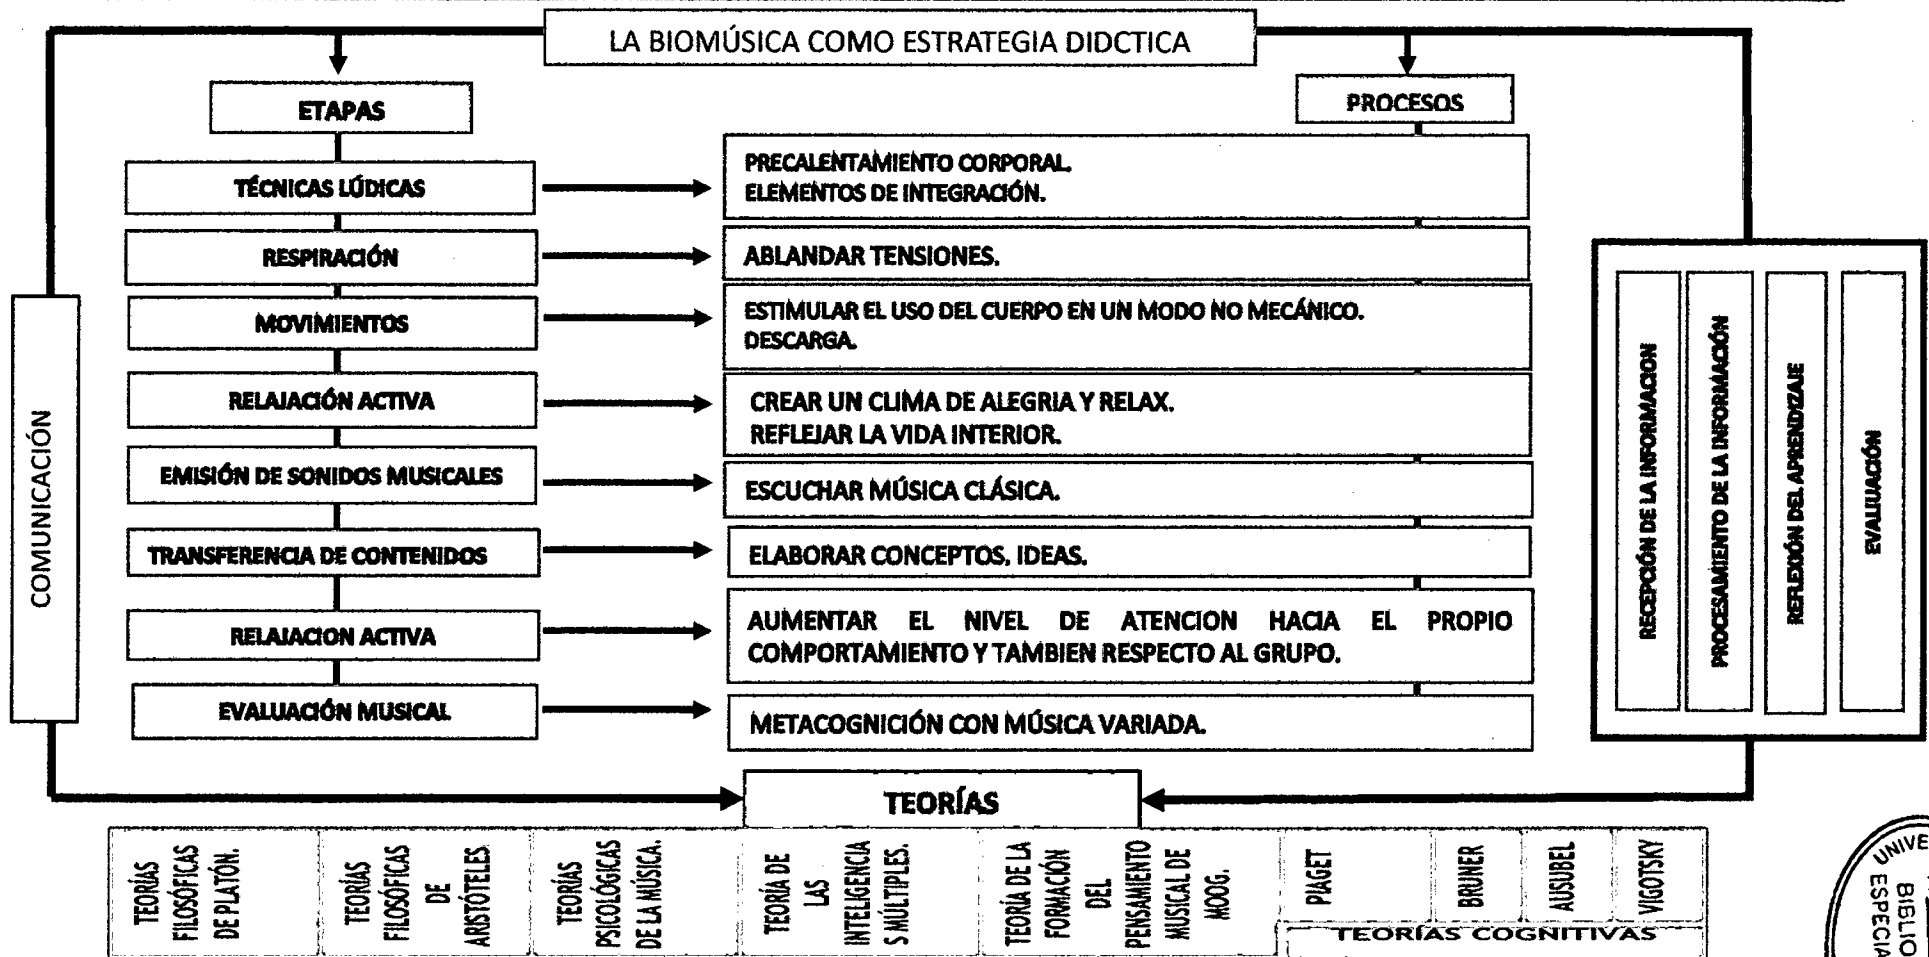 LA BIOMÚSICA COMO ESTRATEGIA DIDCTICA
ETAPAS
PROCESOS
TÉCNICAS LÚDICAS
PRECALENTAMIENTO CORPORAL.
ELEMENTOS DE INTEGRACIÓN.
RESPIRACIÓN
ABLANDAR TENSIONES.
MOVIMIENTOS
ESTIMULAR EL USO DEL CUERPO EN UN MODO NO MECÁNICO.
DESCARGA.
RELAJACIÓN ACTIVA
CREAR UN CLIMA DE ALEGRIA Y RELAX.
REFLEJAR LA VIDA INTERIOR.
EMISIÓN DE SONIDOS MUSICALES
ESCUCHAR MÚSICA CLÁSICA.
TRANSFERENCIA DE CONTENIDOS
ELABORAR CONCEPTOS, IDEAS.
RELAJACION ACTIVA
AUMENTAR EL NIVEL DE ATENCION HACIA EL PROPIO
COMPORTAMIENTO Y TAMBIEN RESPECTO AL GRUPO.
EVALUACIÓN MUSICAL
METACOGNICIÓN CON MÚSICA VARIADA.
COMUNICACIÓN
RECEPCIÓN DE LA INFORMACION
PROCESAMIENTO DE LA INFORMACIÓN
REFLEXIÓN DEL APRENDIZAJE
EVALUACIÓN
TEORÍAS
TEORÍAS
FILOSÓFICAS
DE PLATÓN.
TEORÍAS
FILOSÓFICAS
DE
ARISTÓTELES
TEORÍAS
PSICOLÓGICAS
DE LA MÚSICA.
TEORÍA DE
LAS
INTELIGENCIA
S MÚLTIPLES.
TEORÍA DE LA
FORMACIÓN
DEL
PENSAMIENTO
MUSICAL DE
MOOG.
PIAGET
BRUNER
AUSUBEL
VIGOTSKY
TEORÍAS COGNITIVAS
UNIVE
BIBLIO
ESPECIA